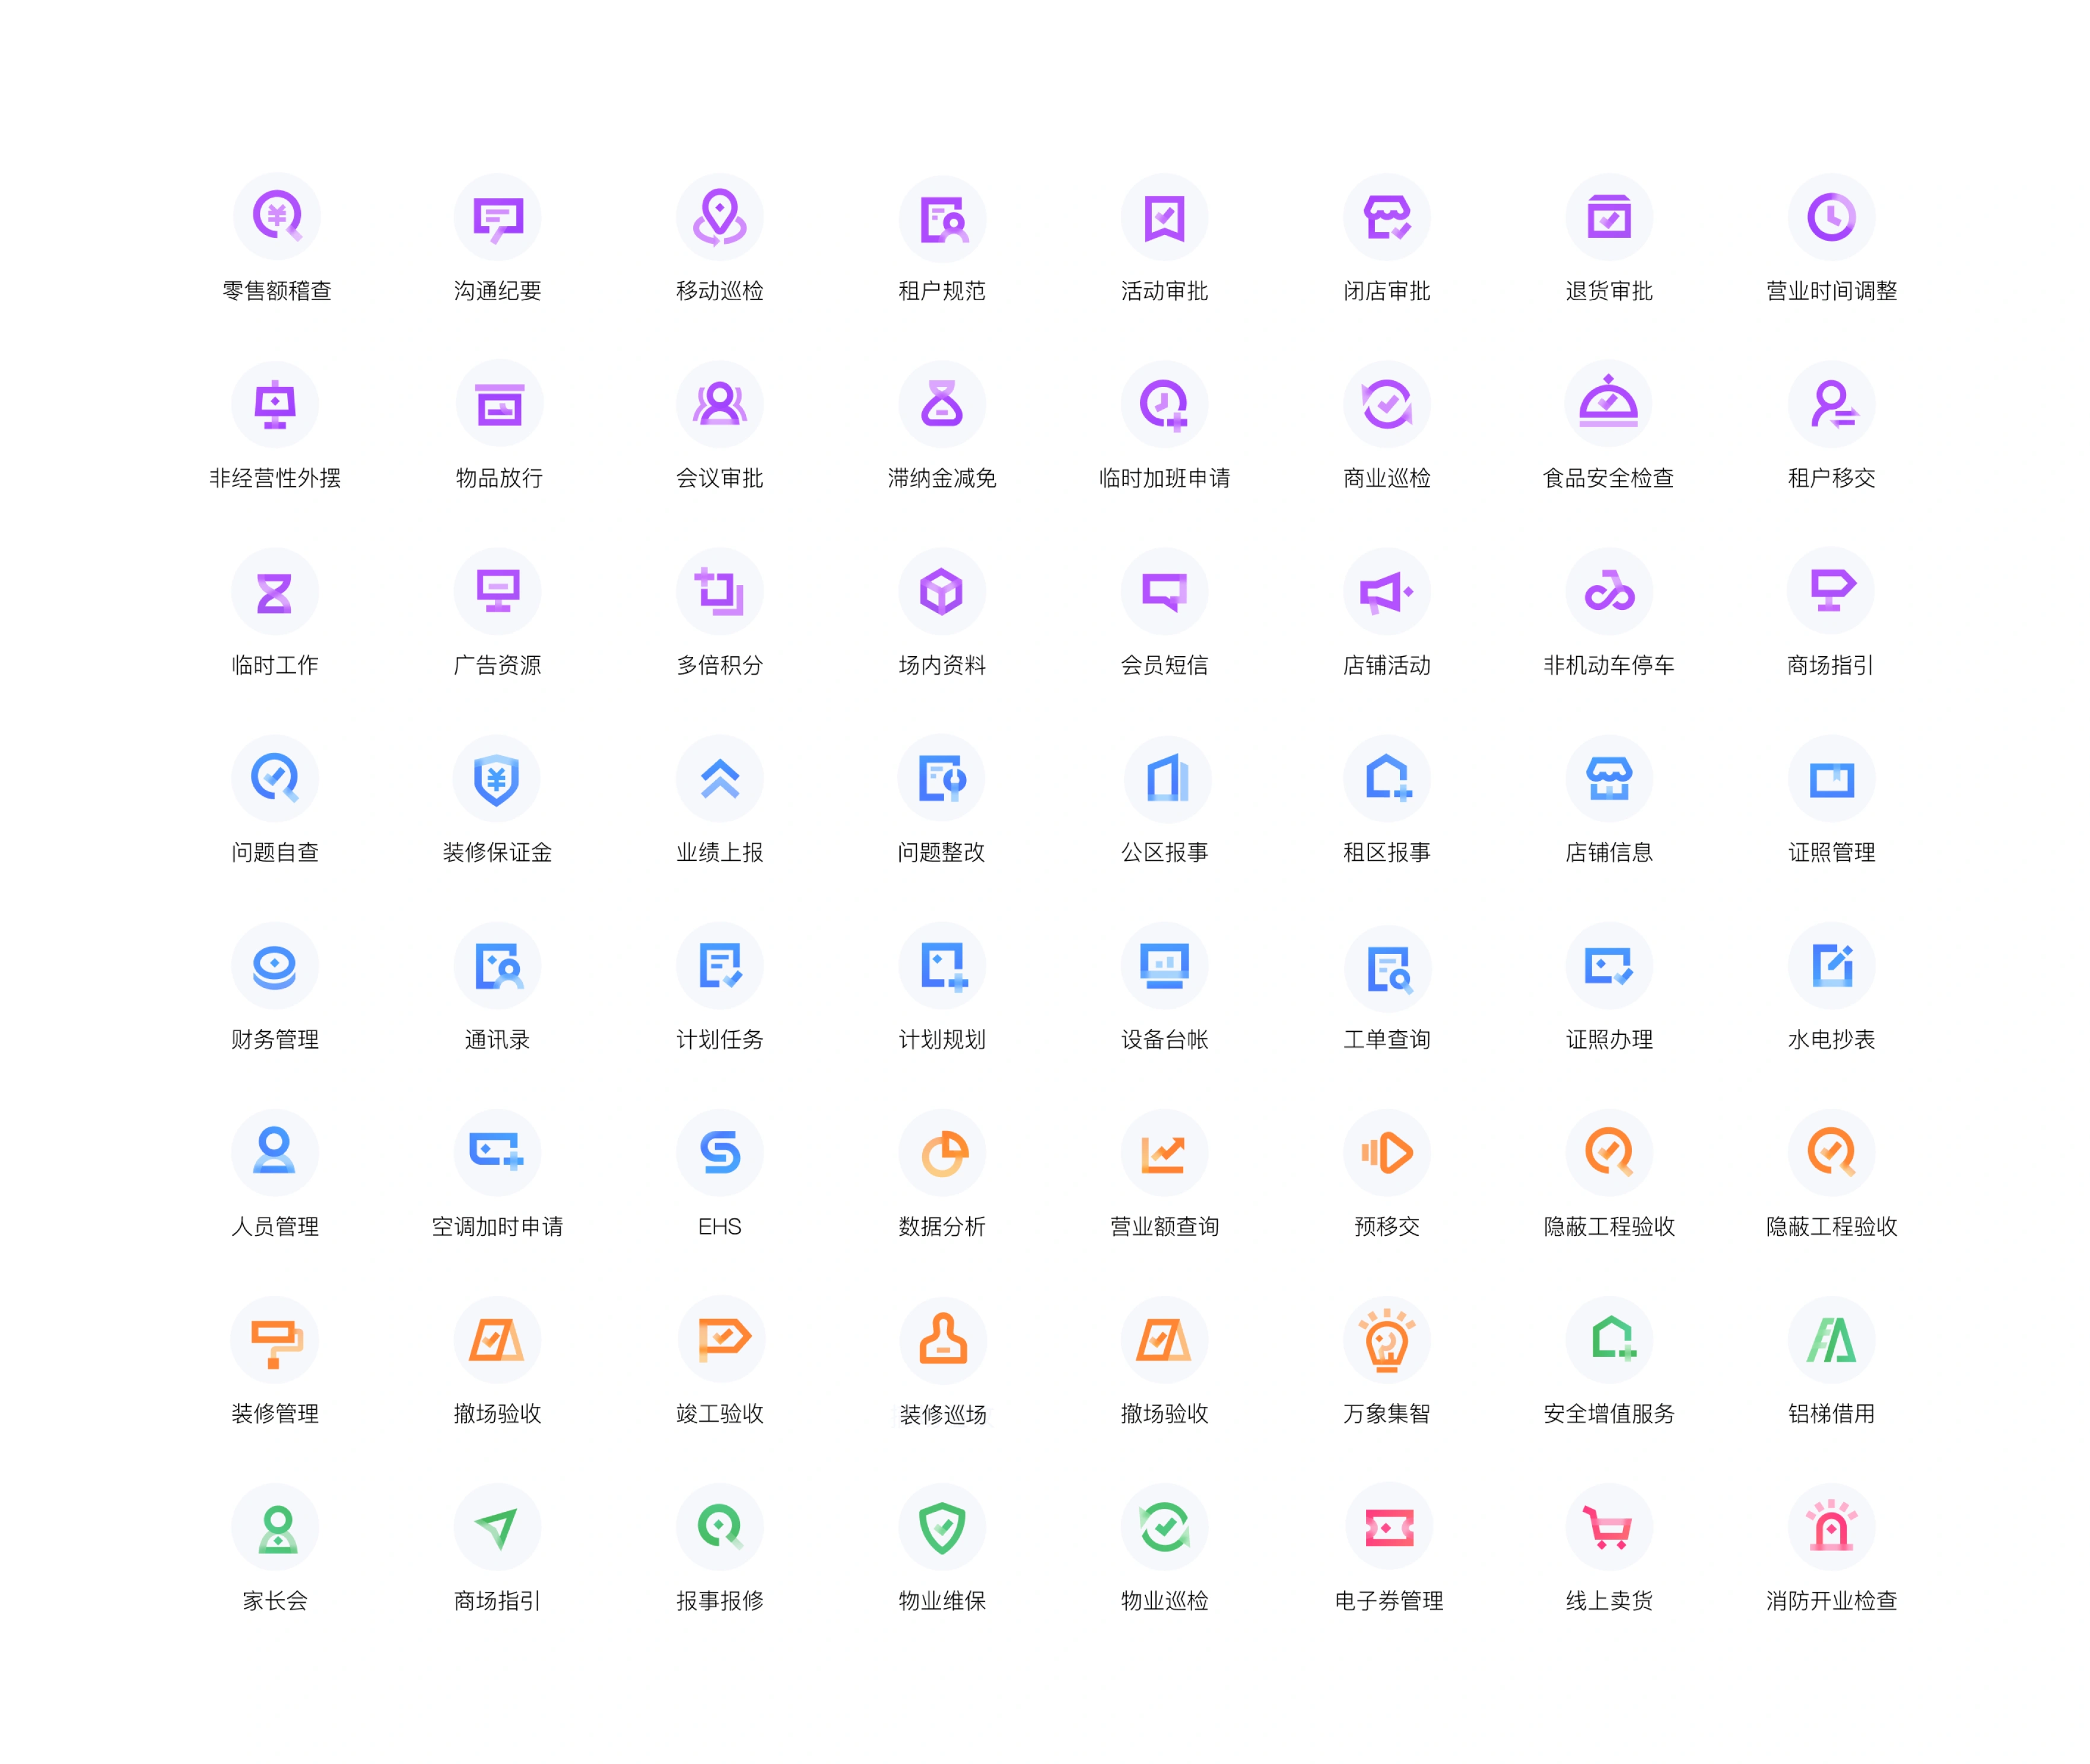 零售额稽查
沟通纪要
移动巡检
租户规范
活动审批
闭店审批
退货审批
营业时间调整
非经营性外摆
物品放行
会议审批
滞纳金减免
临时加班申请
商业巡检
食品安全检查
租户移交
临时工作
广告资源
多倍积分
场内资料
会员短信
店铺活动
非机动车停车
商场指引
问题自查
装修保证金
业绩上报
问题整改
公区报事
租区报事
店铺信息
证照管理
财务管理
通讯录
计划任务
计划规划
设备台帐
工单查询
证照办理
水电抄表
人员管理
空调加时申请
EHS
数据分析
营业额查询
预移交
隐蔽工程验收
隐蔽工程验收
装修管理
撤场验收
竣工验收
装修巡场
撤场验收
万象集智
安全增值服务
铝梯借用
家长会
商场指引
报事报修
物业维保
物业巡检
电子券管理
线上卖货
消防开业检查